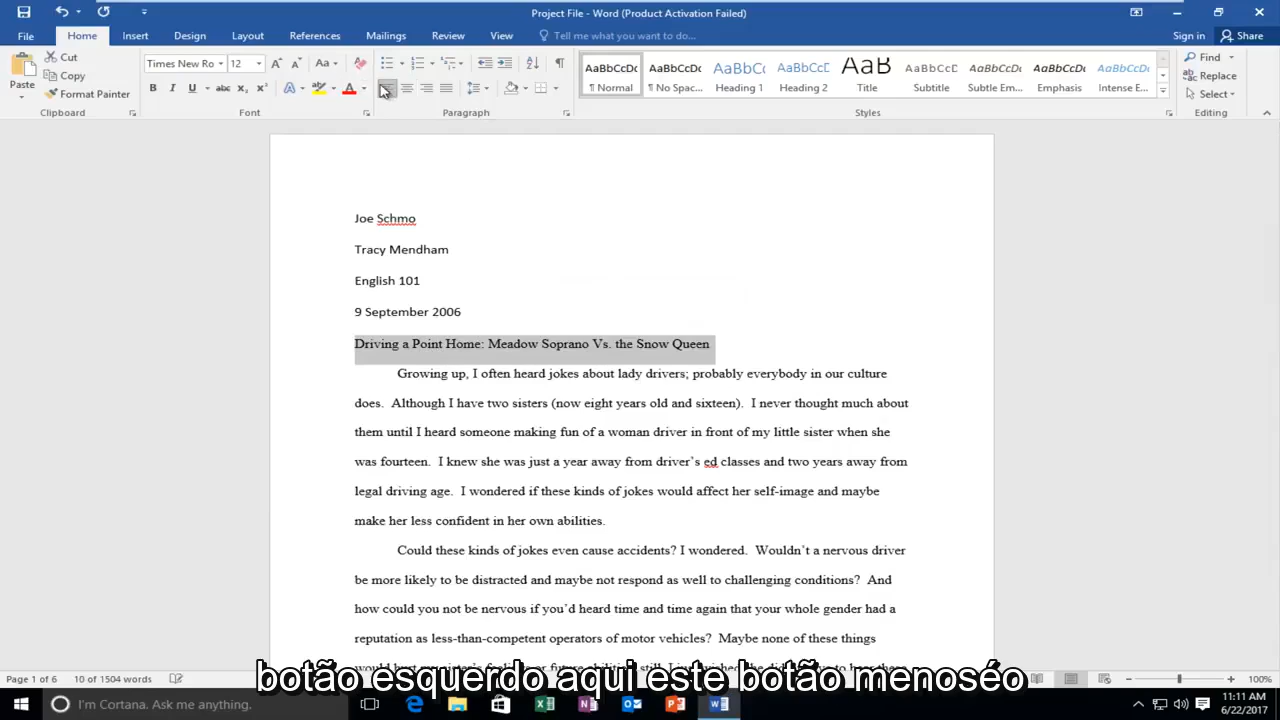 Project File - Word (Product Activation Failed)
File Home Insert Design Layout References Mailings Review View Tell me what you want to do... Sign in Share
Paste Cut Copy Format Painter
Times New Ro 12 Aa
B I U abc x₂ x² A A
AaBbCcDc AaBbCcDc AaBbCc AaBbCcD AaB AaBbCcD AaBbCcDc AaBbCcDc AaBbCcDc
¶ Normal ¶ No Spac... Heading 1 Heading 2 Title Subtitle Subtle Em... Emphasis Intense E...
Find
Replace
Select
Clipboard Font Paragraph Styles Editing
Joe Schmo
Tracy Mendham
English 101
9 September 2006
Driving a Point Home: Meadow Soprano Vs. the Snow Queen
Growing up, I often heard jokes about lady drivers; probably everybody in our culture
does. Although I have two sisters (now eight years old and sixteen). I never thought much about
them until I heard someone making fun of a woman driver in front of my little sister when she
was fourteen. I knew she was just a year away from driver’s ed classes and two years away from
legal driving age. I wondered if these kinds of jokes would affect her self-image and maybe
make her less confident in her own abilities.
Could these kinds of jokes even cause accidents? I wondered. Wouldn’t a nervous driver
be more likely to be distracted and maybe not respond as well to challenging conditions? And
how could you not be nervous if you’d heard time and time again that your whole gender had a
reputation as less-than-competent operators of motor vehicles? Maybe none of these things
botão esquerdo aqui este botão menoséo
Page 1 of 6 10 of 1504 words 100%
I'm Cortana. Ask me anything.
11:11 AM
6/22/2017